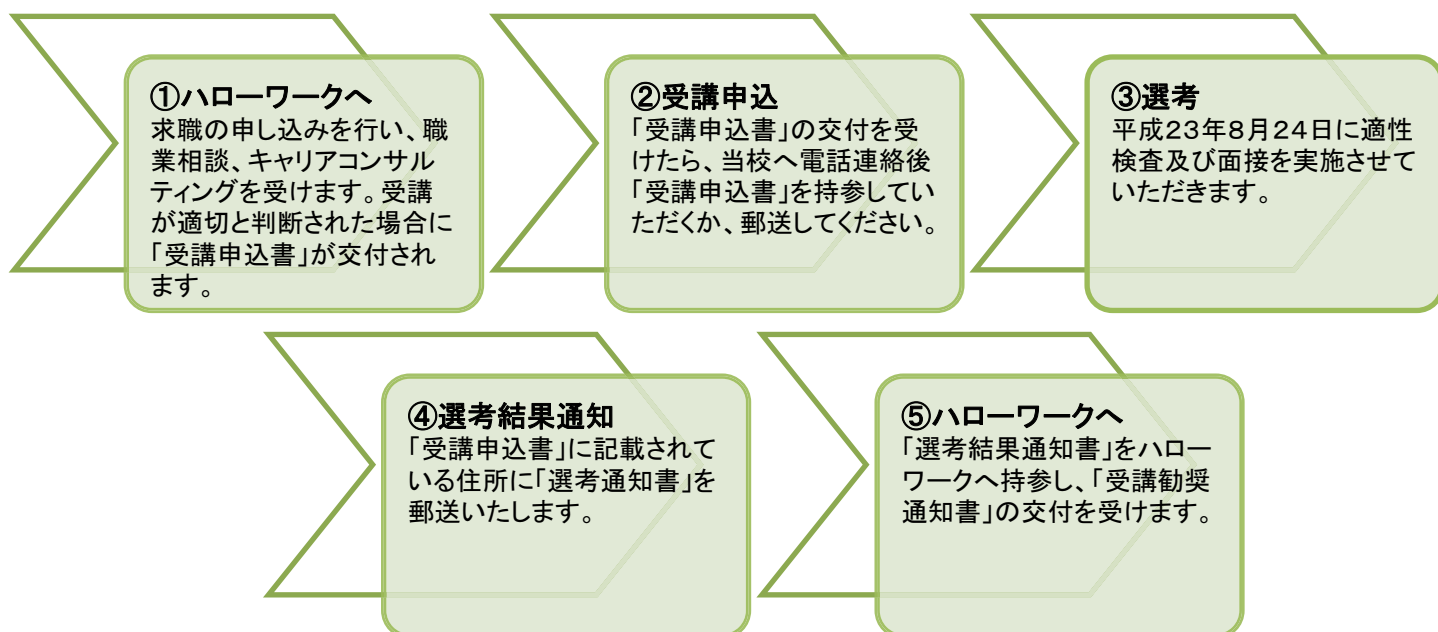 ①ハローワークへ
求職の申し込みを行い、職
業相談、キャリアコンサル
ティングを受けます。受講
が適切と判断された場合に
「受講申込書」が交付され
ます。
②受講申込
「受講申込書」の交付を受
けたら、当校へ電話連絡後
「受講申込書」を持参してい
ただくか、郵送してください。
③選考
平成23年8月24日に適性
検査及び面接を実施させて
いただきます。
④選考結果通知
「受講申込書」に記載されて
いる住所に「選考通知書」を
郵送いたします。
⑤ハローワークへ
「選考結果通知書」をハロー
ワークへ持参し、「受講勧奨
通知書」の交付を受けます。